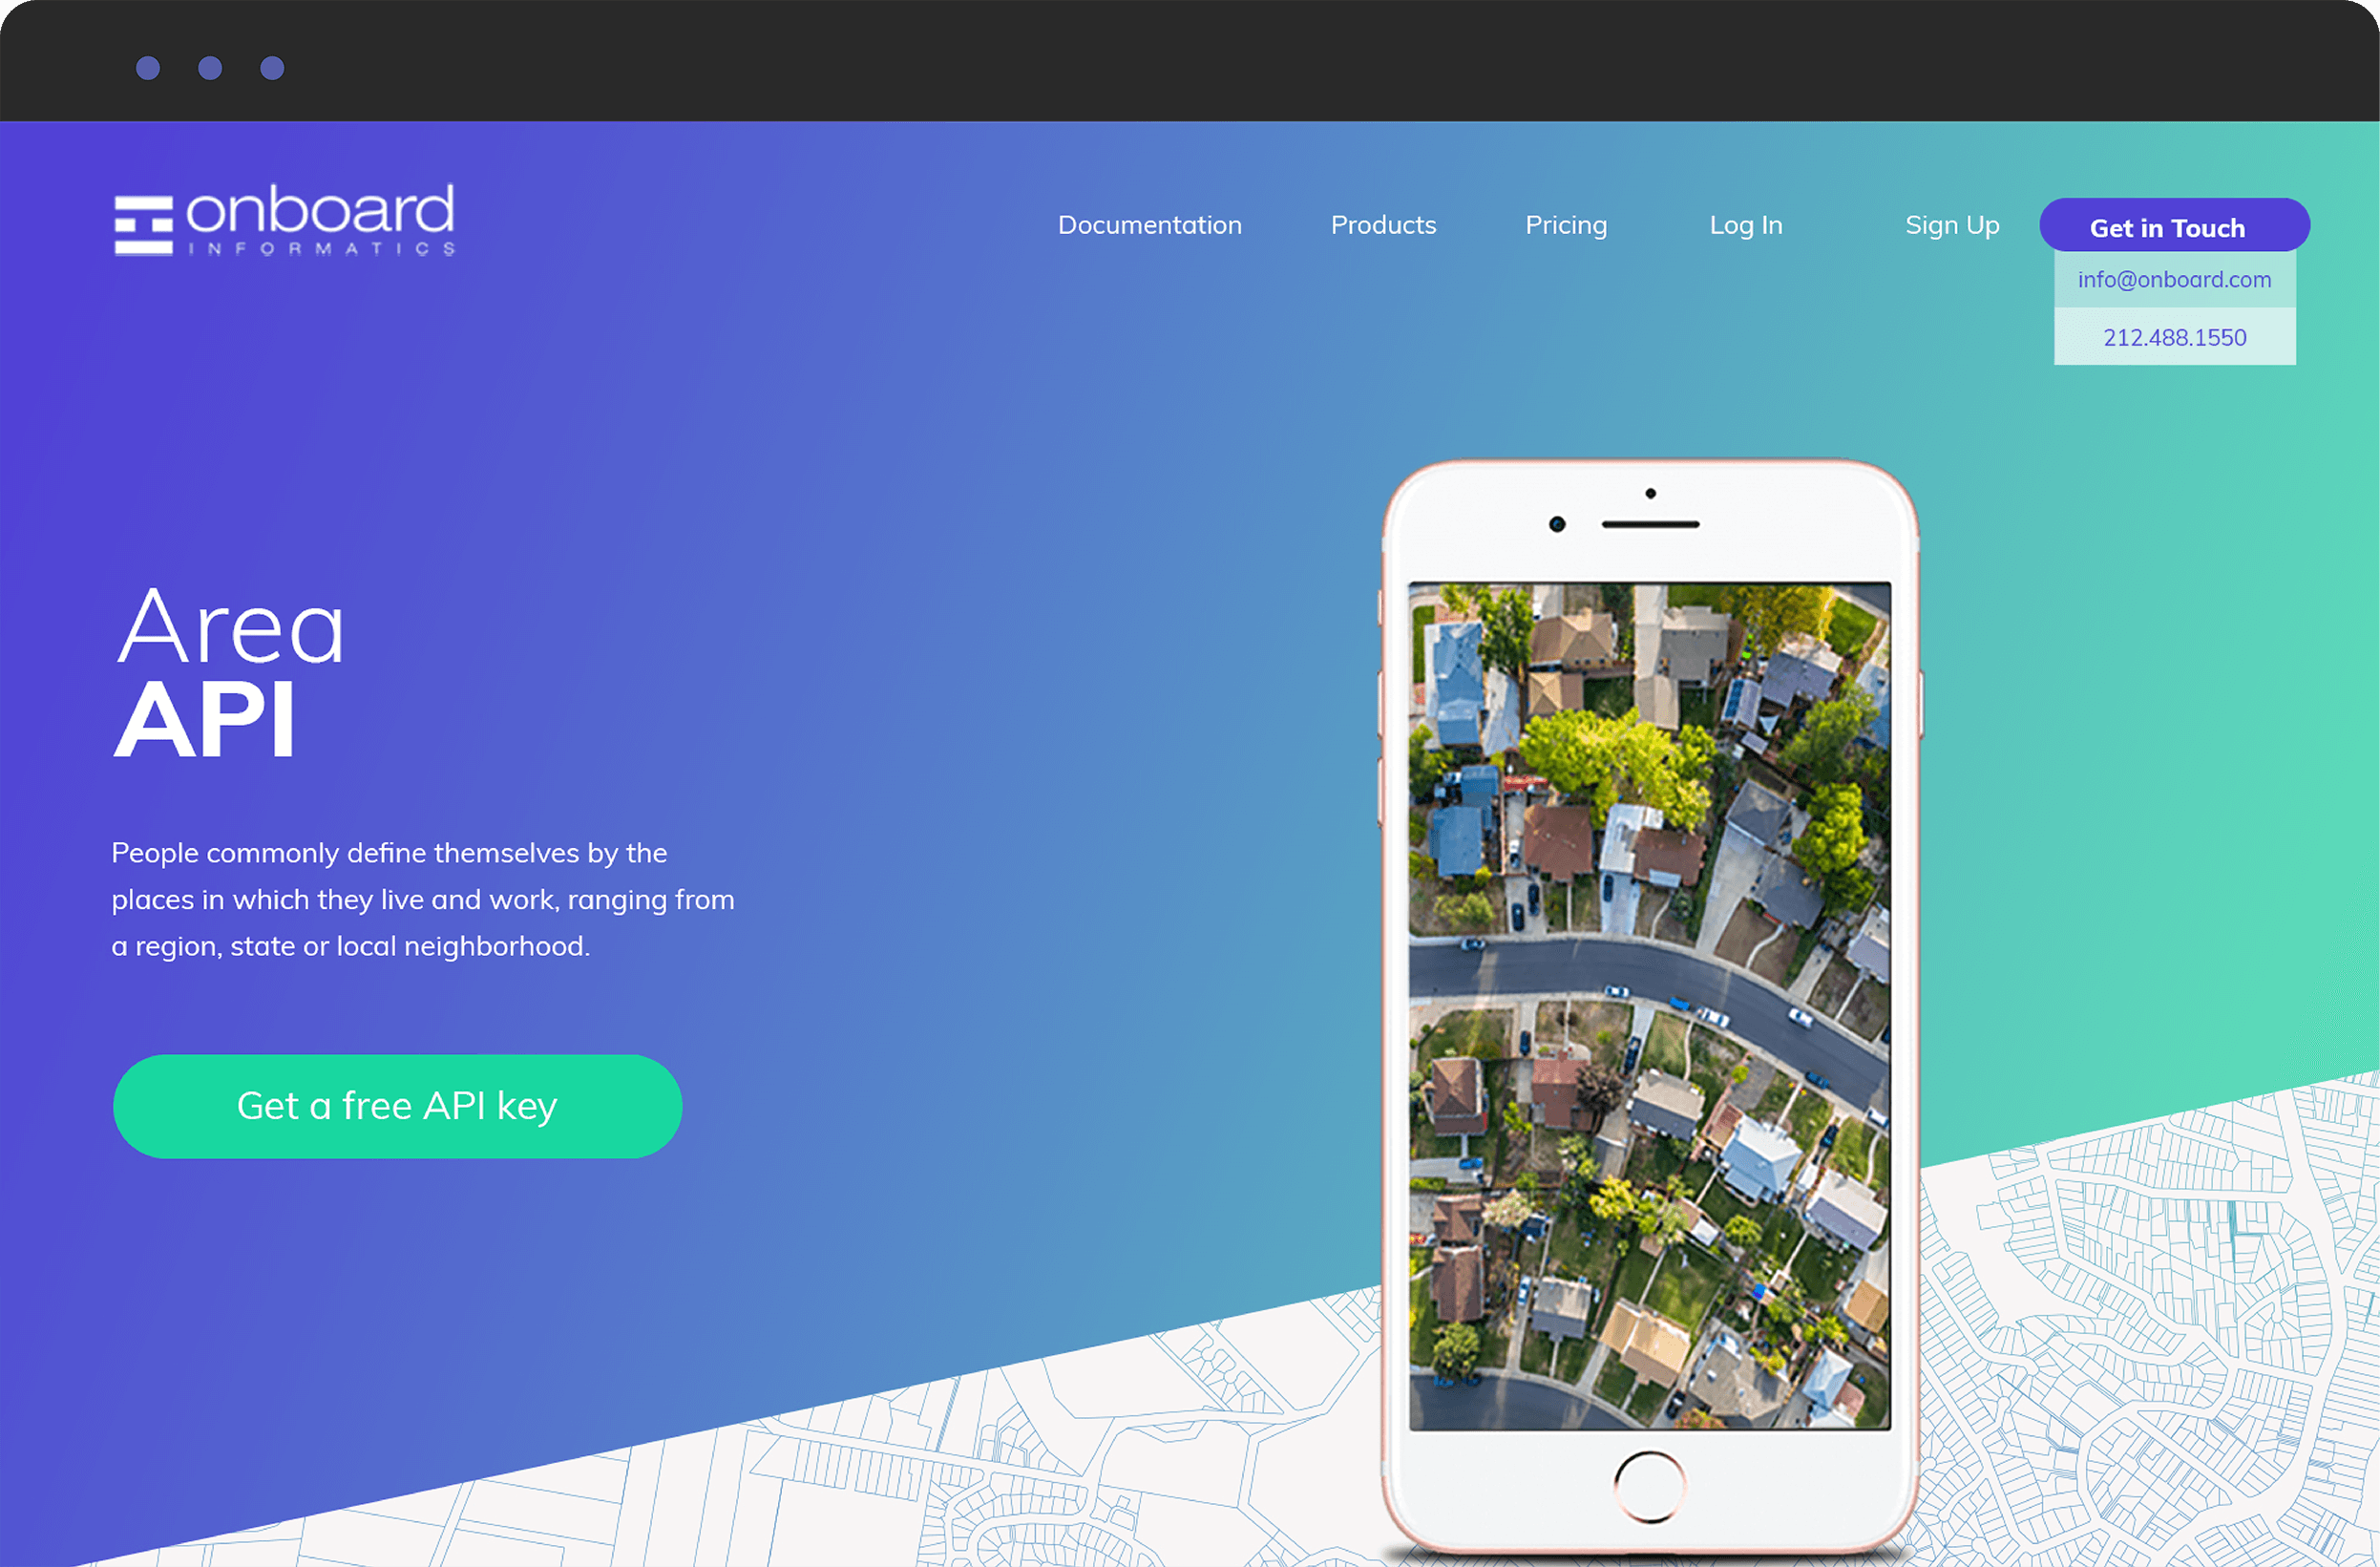 onboard
INFORMATICS
Documentation
Products
Pricing
Log In
Sign Up
Get in Touch
info@onboard.com
212.488.1550
Area
API
People commonly define themselves by the
places in which they live and work, ranging from
a region, state or local neighborhood.
Get a free API key